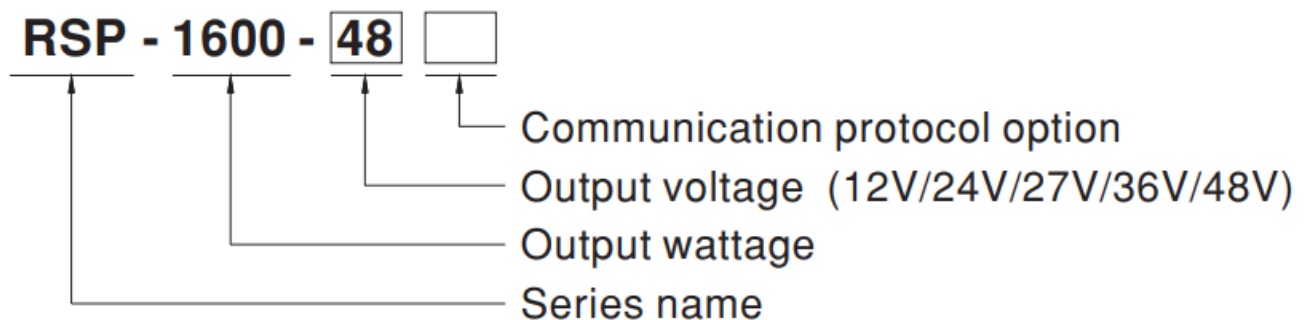 RSP - 1600 - 48
Communication protocol option
Output voltage (12V/24V/27V/36V/48V)
Output wattage
Series name